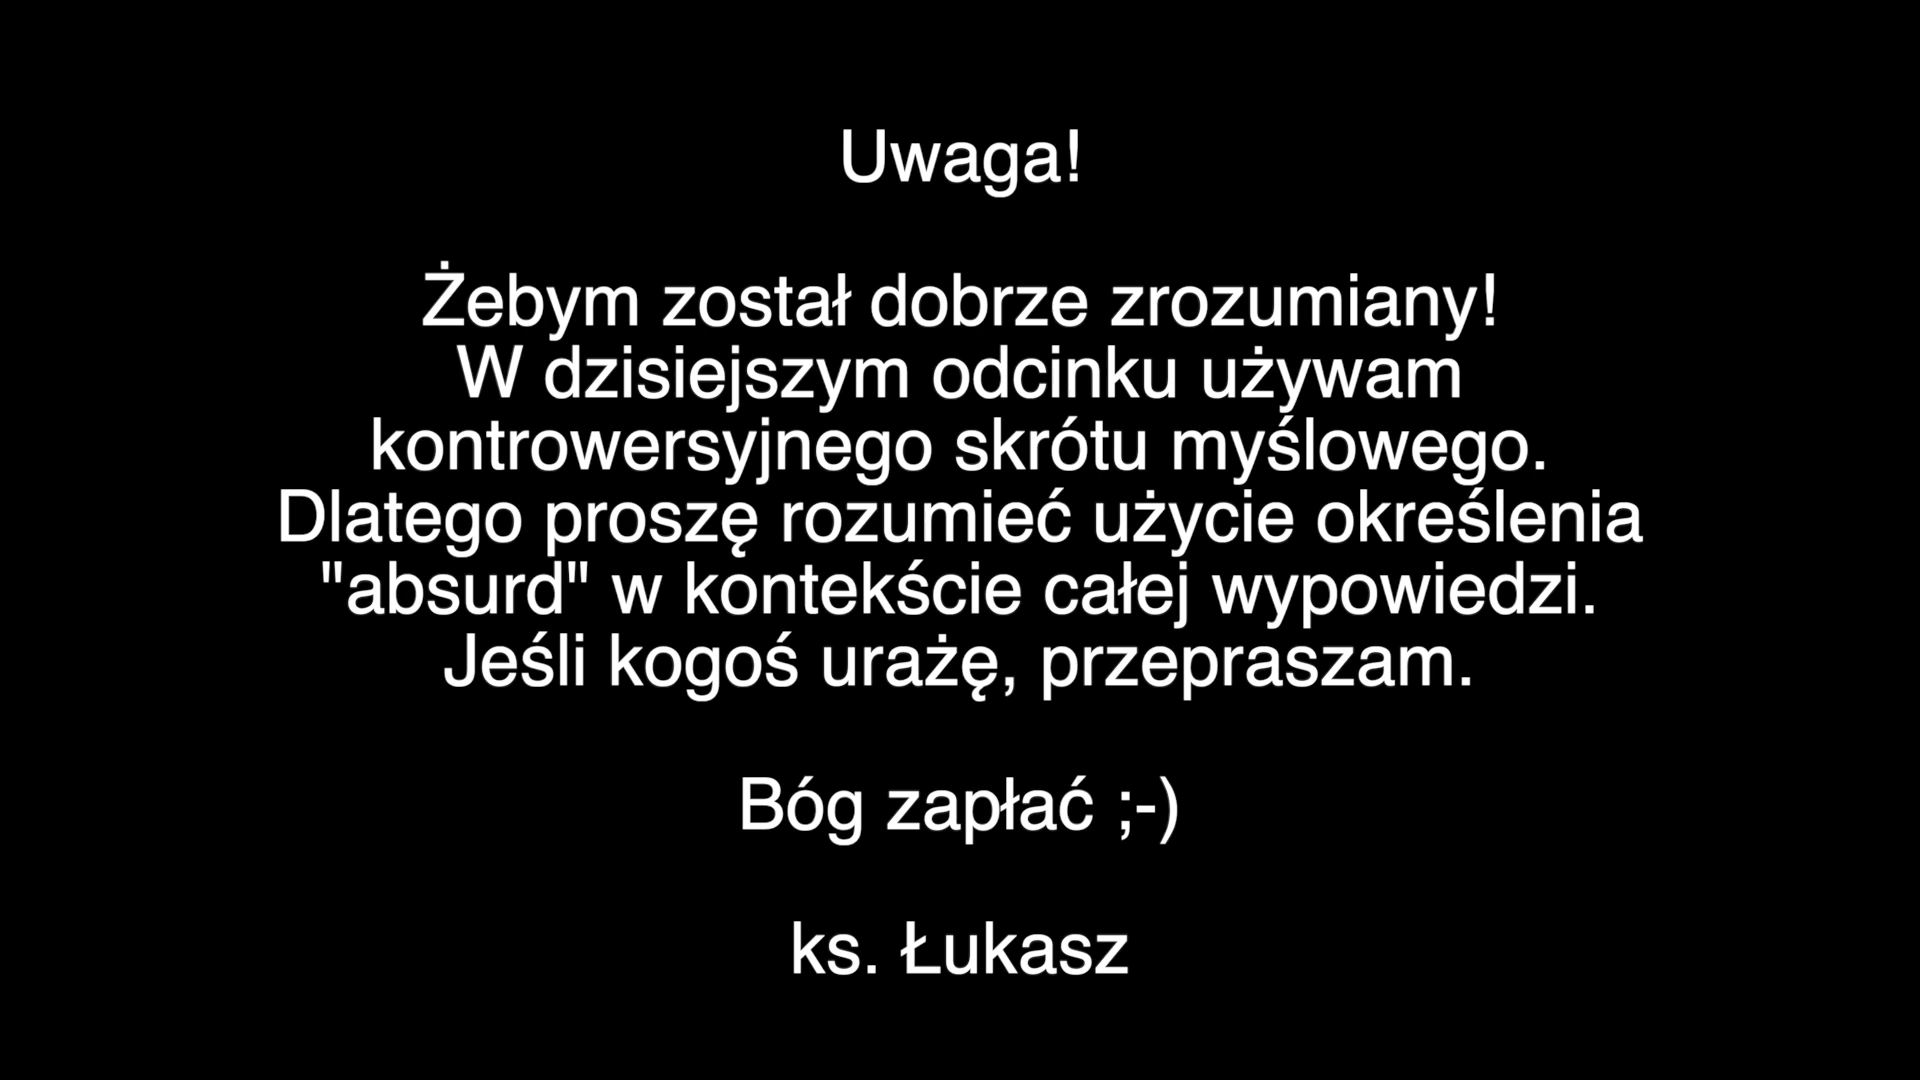 Uwaga!
Żebym został dobrze zrozumiany!
W dzisiejszym odcinku używam
kontrowersyjnego skrótu myślowego.
Dlatego proszę rozumieć użycie określenia
"absurd" w kontekście całej wypowiedzi.
Jeśli kogoś urażę, przepraszam.
Bóg zapłać ;-)
ks. Łukasz